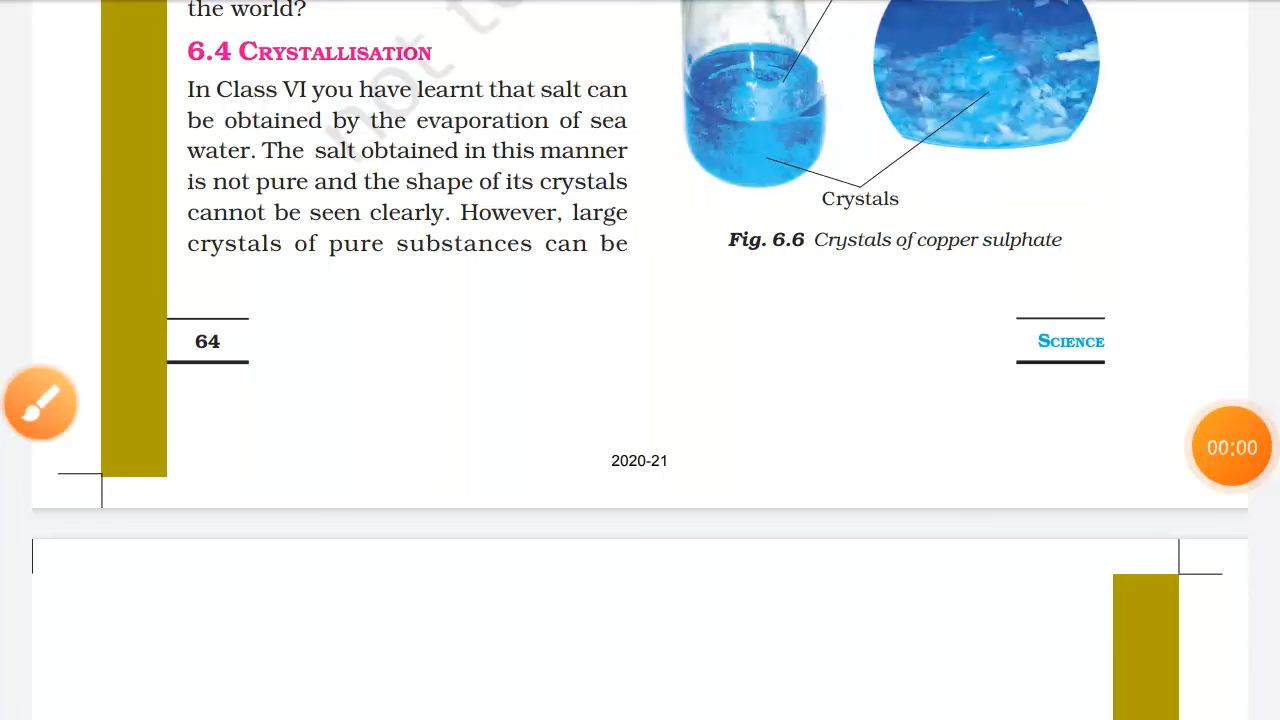 the world?
6.4 CRYSTALLISATION
In Class VI you have learnt that salt can
be obtained by the evaporation of sea
water. The salt obtained in this manner
is not pure and the shape of its crystals
cannot be seen clearly. However, large
crystals of pure substances can be
Crystals
Fig. 6.6 Crystals of copper sulphate
64
SCIENCE
2020-21
00:00
not to